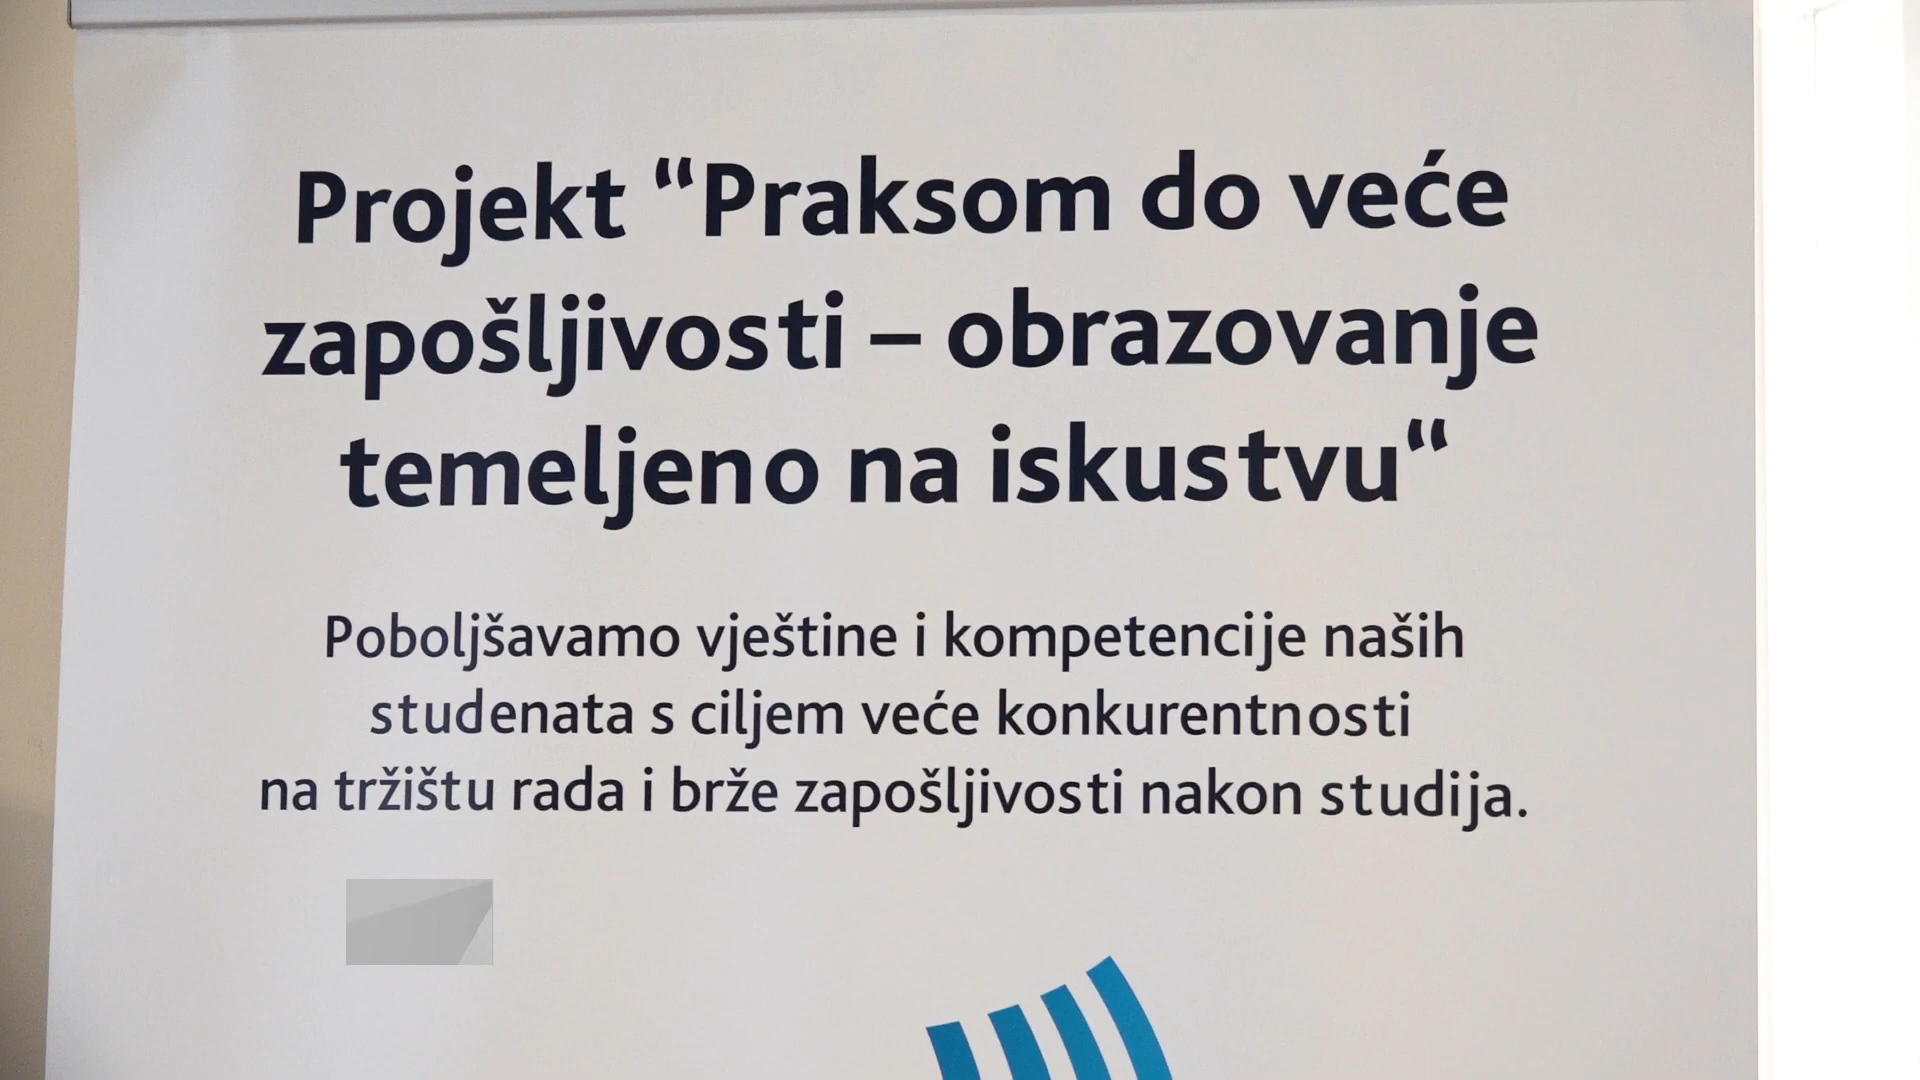 Projekt “Praksom do veće
zapošljivosti – obrazovanje
temeljeno na iskustvu“
Poboljšavamo vještine i kompetencije naših
studenata s ciljem veće konkurentnosti
na tržištu rada i brže zapošljivosti nakon studija.